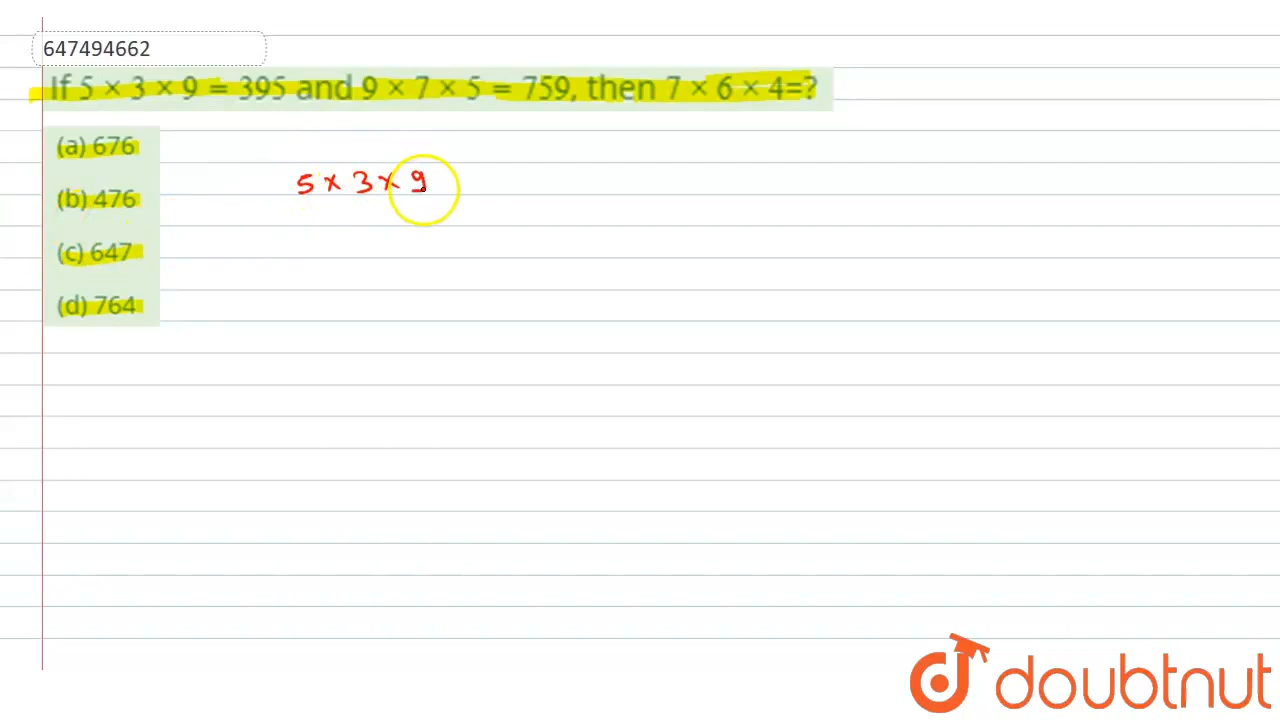 647494662
If 5 × 3 × 9 = 395 and 9 × 7 × 5 = 759, then 7 × 6 × 4=?
(a) 676
(b) 476
(c) 647
(d) 764
5 × 3 × 9
doubtnut